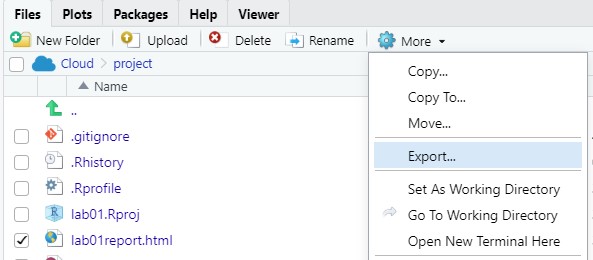 Files Plots Packages Help Viewer
New Folder Upload Delete Rename More
Cloud project
Name
..
.gitignore
.Rhistory
.Rprofile
lab01.Rproj
lab01report.html
Copy...
Copy To...
Move...
Export...
Set As Working Directory
Go To Working Directory
Open New Terminal Here